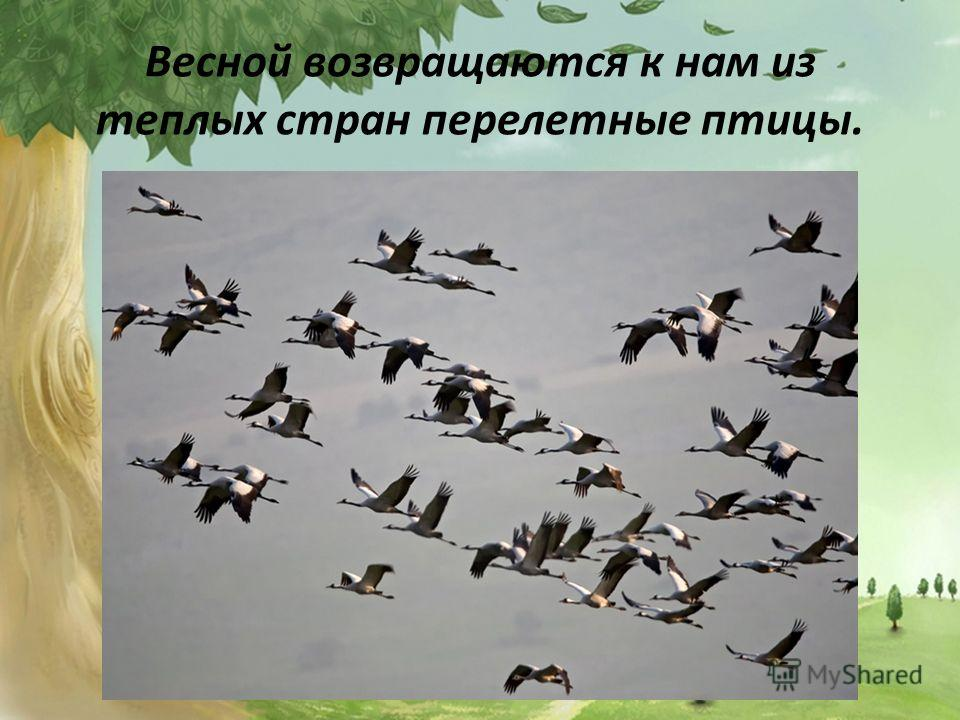 Весной возвращаются к нам из
теплых стран перелетные птицы.
MyShared